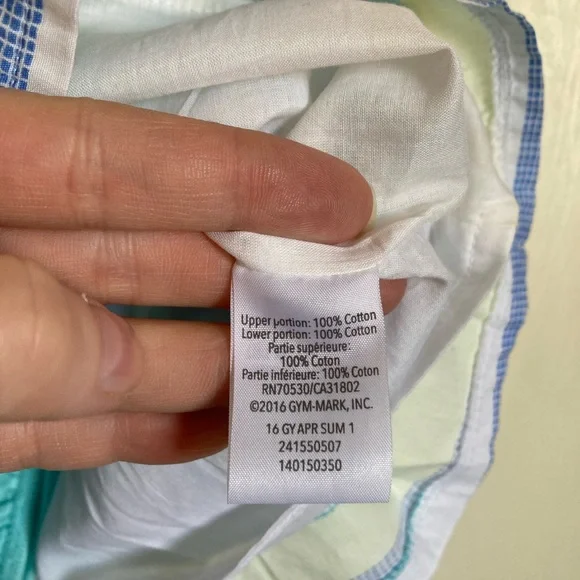 Upper portion: 100% Cotton
Lower portion: 100% Cotton
Partie supérieure:
100% Coton
Partie inférieure: 100% Coton
RN70530/CA31802
©2016 GYM-MARK, INC.
16 GY APR SUM 1
241550507
140150350